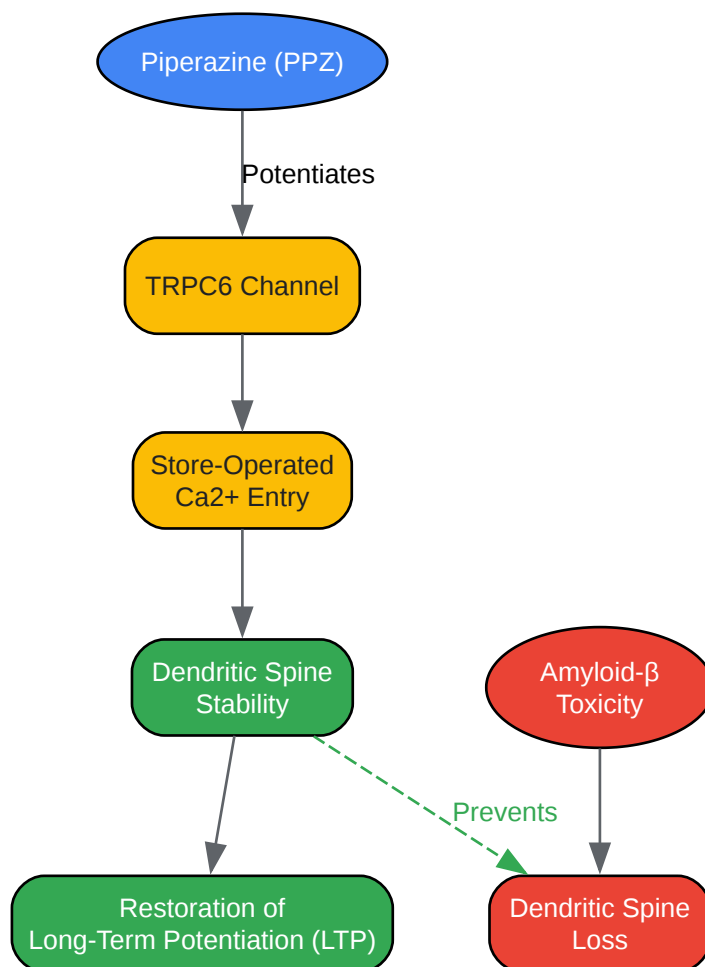 Piperazine (PPZ)
Potentiates
TRPC6 Channel
Store-Operated
Ca2+ Entry
Dendritic Spine
Stability
Amyloid-β
Toxicity
Prevents
Restoration of
Long-Term Potentiation (LTP)
Dendritic Spine
Loss